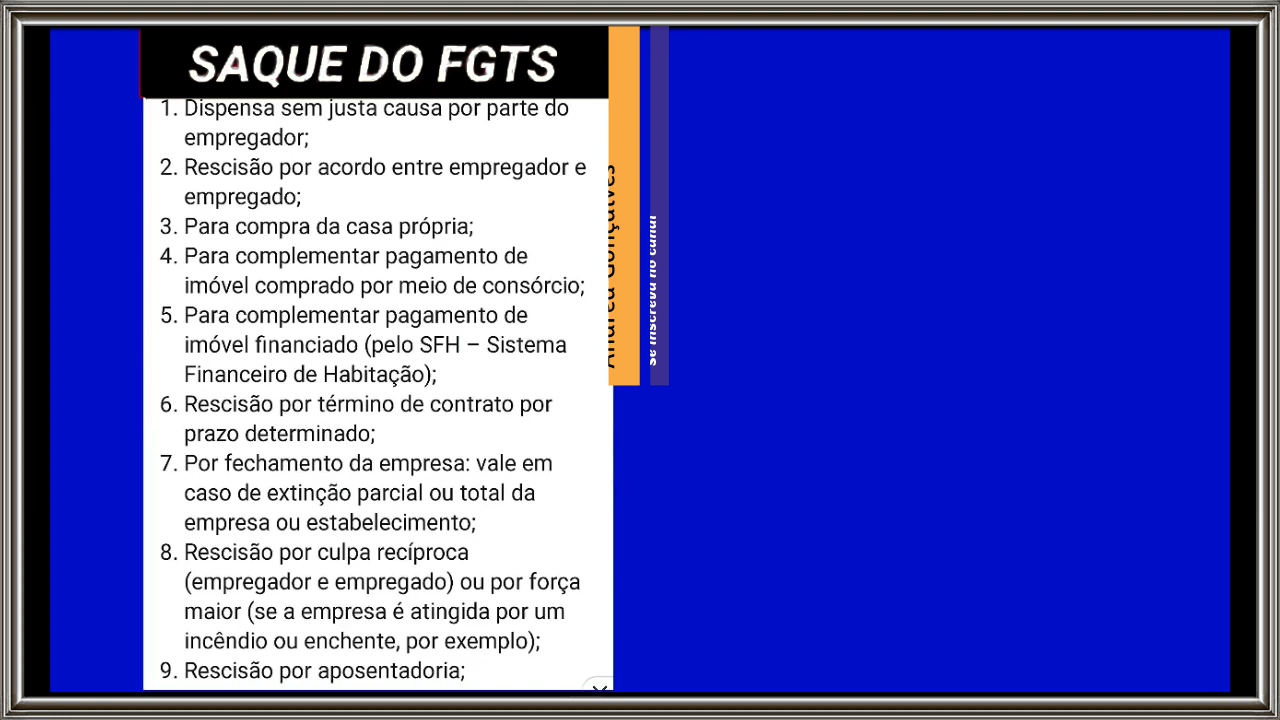 SAQUE DO FGTS
1. Dispensa sem justa causa por parte do
empregador;
2. Rescisão por acordo entre empregador e
empregado;
3. Para compra da casa própria;
4. Para complementar pagamento de
imóvel comprado por meio de consórcio;
5. Para complementar pagamento de
imóvel financiado (pelo SFH – Sistema
Financeiro de Habitação);
6. Rescisão por término de contrato por
prazo determinado;
7. Por fechamento da empresa: vale em
caso de extinção parcial ou total da
empresa ou estabelecimento;
8. Rescisão por culpa recíproca
(empregador e empregado) ou por força
maior (se a empresa é atingida por um
incêndio ou enchente, por exemplo);
9. Rescisão por aposentadoria;
Gonçalves
se inscreva no canal